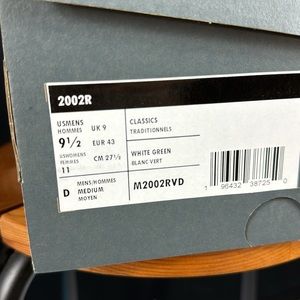 2002R
USMENS
HOMMES
9½
UK 9
EUR 43
CLASSICS
TRADITIONNELS
USWOMENS
FEMMES
11
CM 27½
WHITE GREEN
BLANC VERT
D
MENS/HOMMES
MEDIUM
MOYEN
M2002RVD
1 96432 38725 0